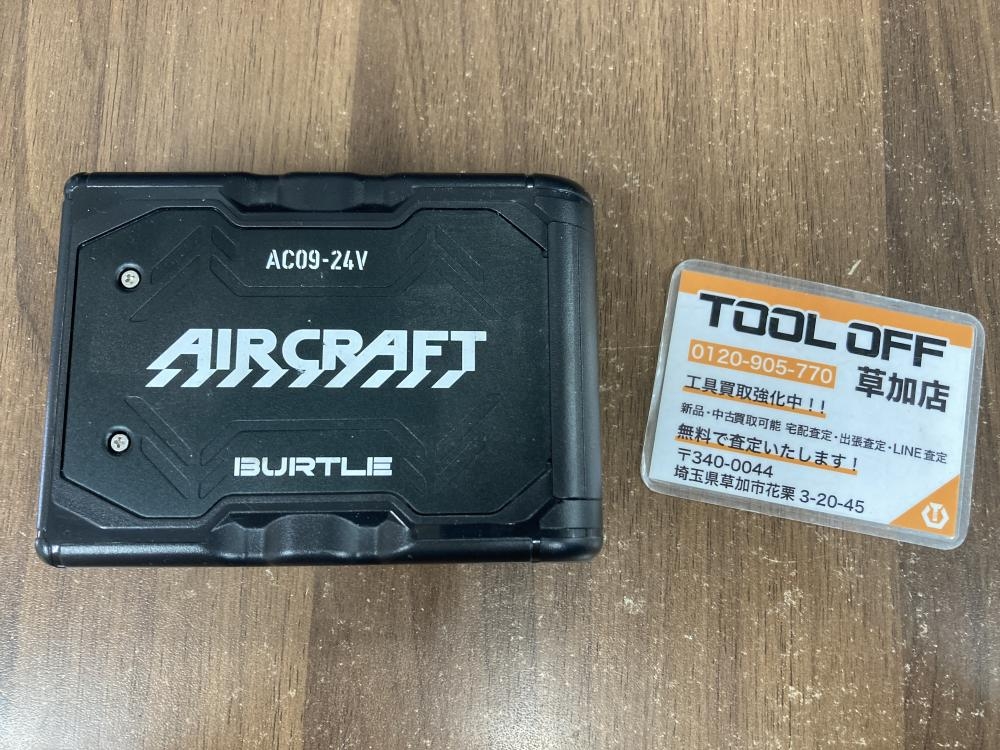 AC09-24V
AIRCRAFT
BURTLE
TOOL OFF
0120-905-770
草加店
工具買取強化中!!
新品・中古買取可能 宅配査定・出張査定・LINE査定
無料で査定いたします!
〒340-0044
埼玉県草加市花栗 3-20-45